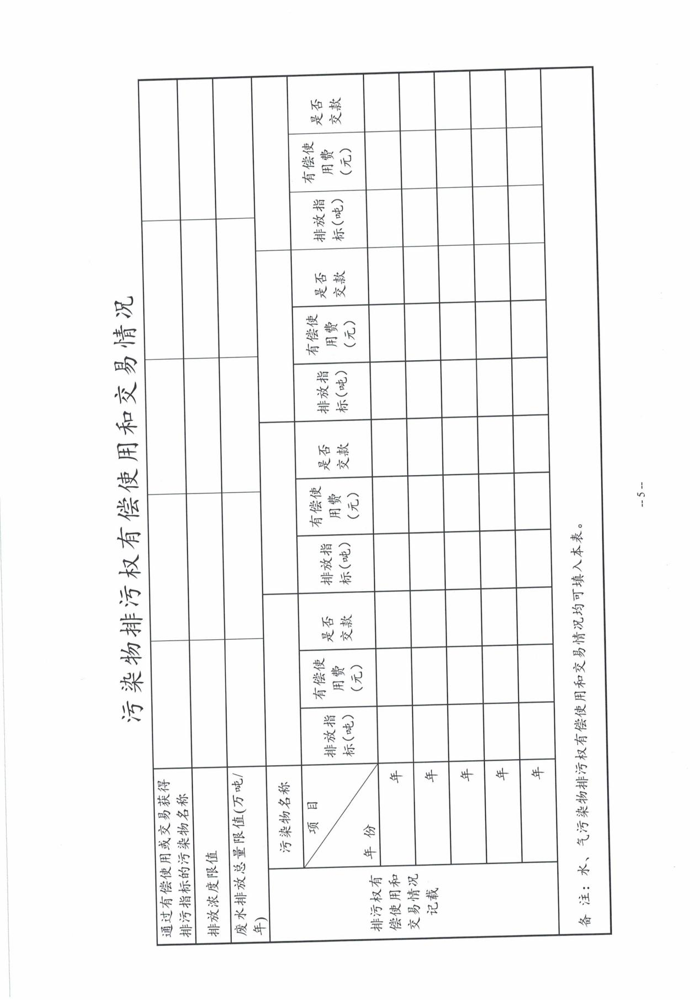 污染物排污权有偿使用和交易情况
通过有偿使用或交易获得
排污指标的污染物名称
排放浓度限值
废水排放总量限值(万吨/
年)
排污权有
偿使用和
交易情况
记载
污染物名称
项 目
年 份
排放指
标(吨)
有偿使
用费
(元)
是否
交款
排放指
标(吨)
有偿使
用费
(元)
是否
交款
排放指
标(吨)
有偿使
用费
(元)
是否
交款
排放指
标(吨)
有偿使
用费
(元)
是否
交款
年
年
年
年
年
备 注：水、气污染物排污权有偿使用和交易情况均可填入本表。
--5--